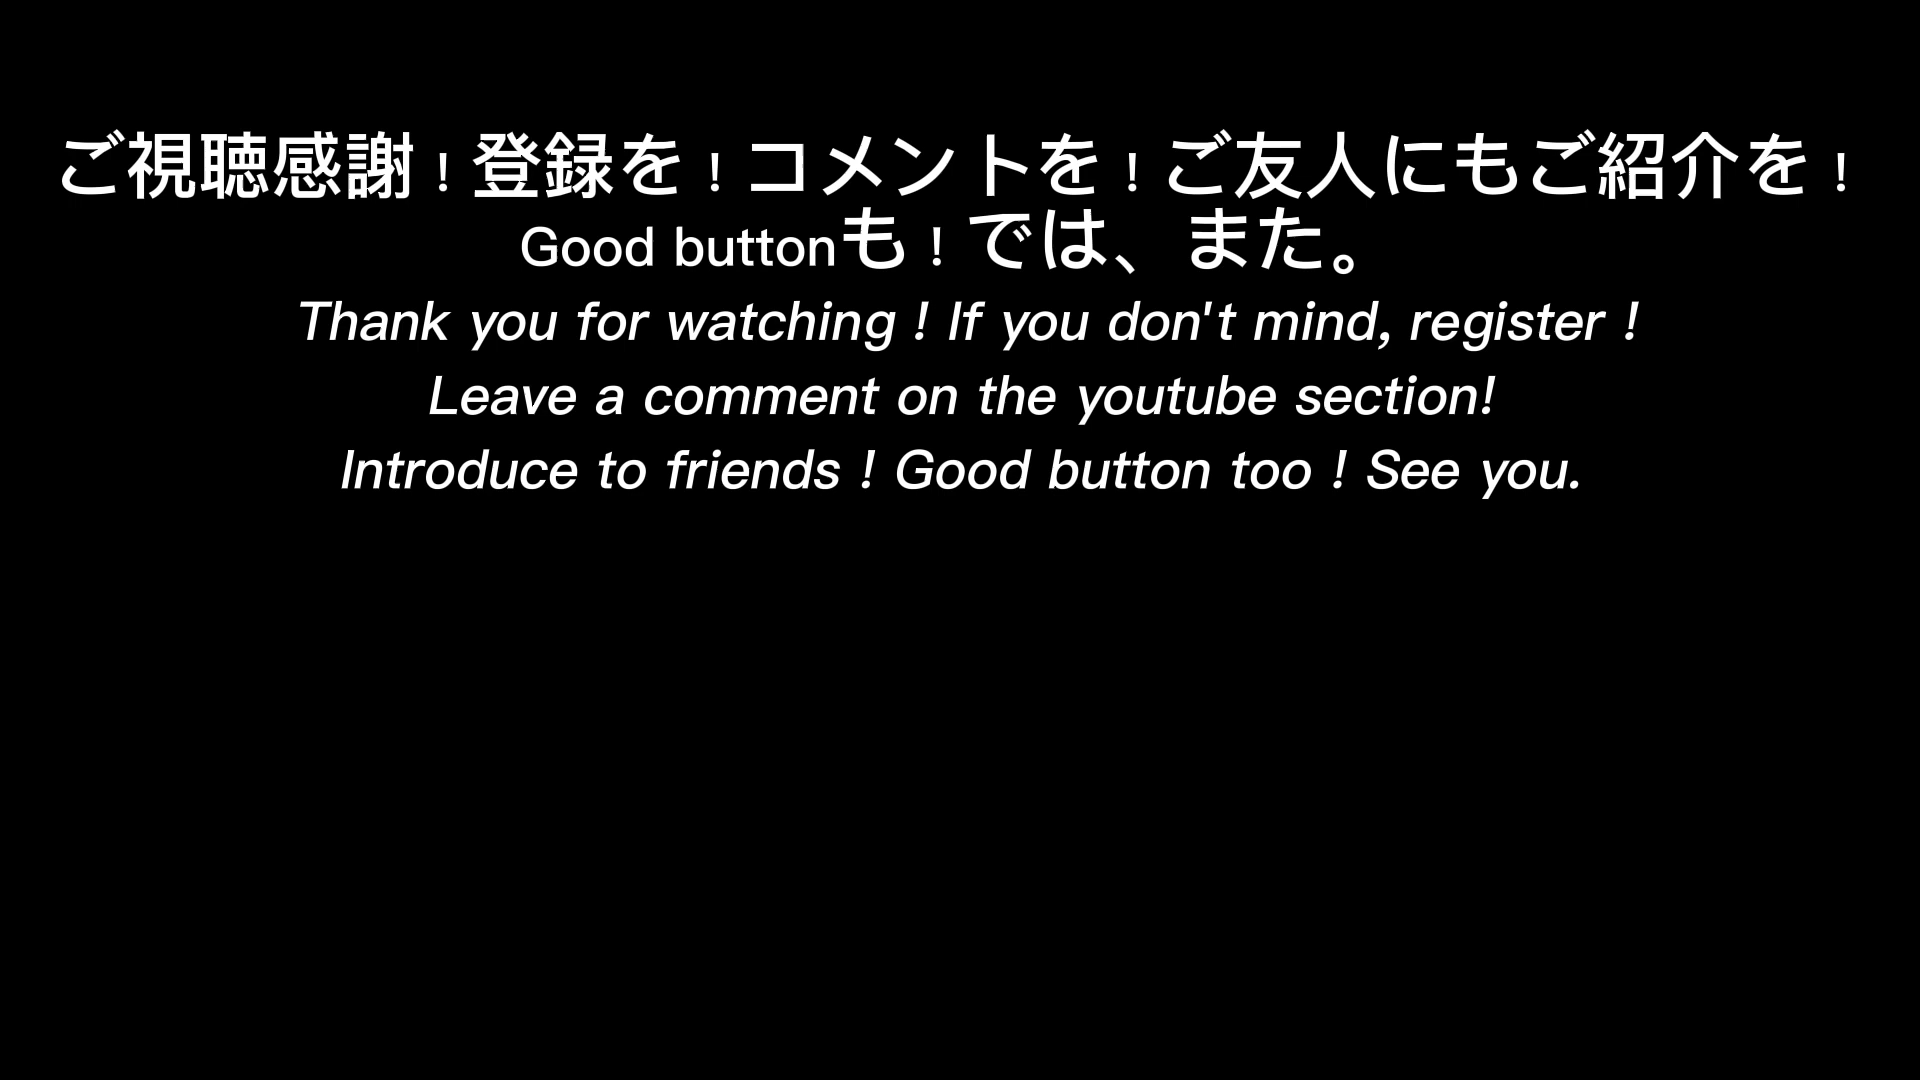 ご視聴感謝！登録を！コメントを！ご友人にもご紹介を！
Good buttonも！では、また。
Thank you for watching ! If you don't mind, register !
Leave a comment on the youtube section!
Introduce to friends ! Good button too ! See you.